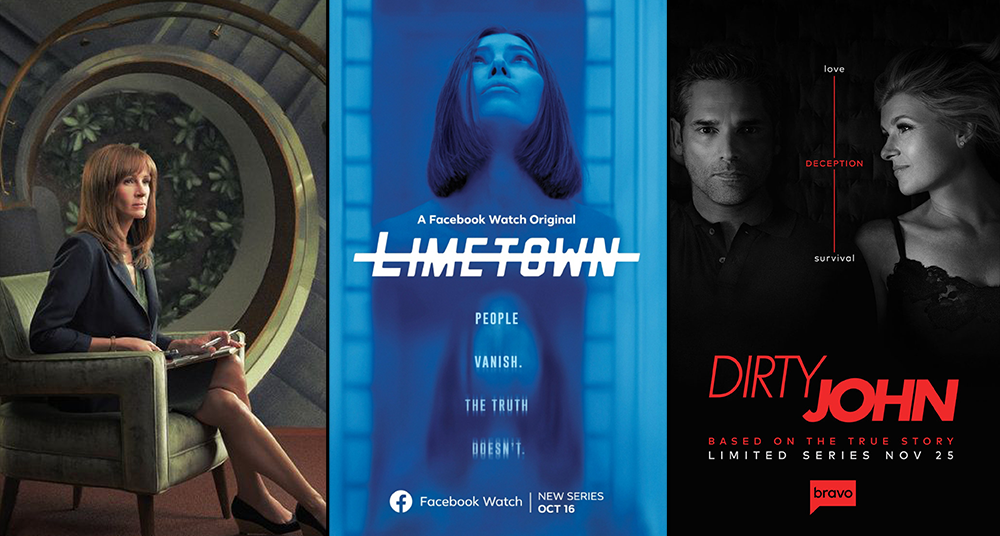 A Facebook Watch Original
LIMETOWN
PEOPLE
VANISH.
THE TRUTH
DOESN'T.
Facebook Watch | NEW SERIES
OCT 16
love
DECEPTION
survival
DIRTY
JOHN
BASED ON THE TRUE STORY
LIMITED SERIES NOV 25
bravo